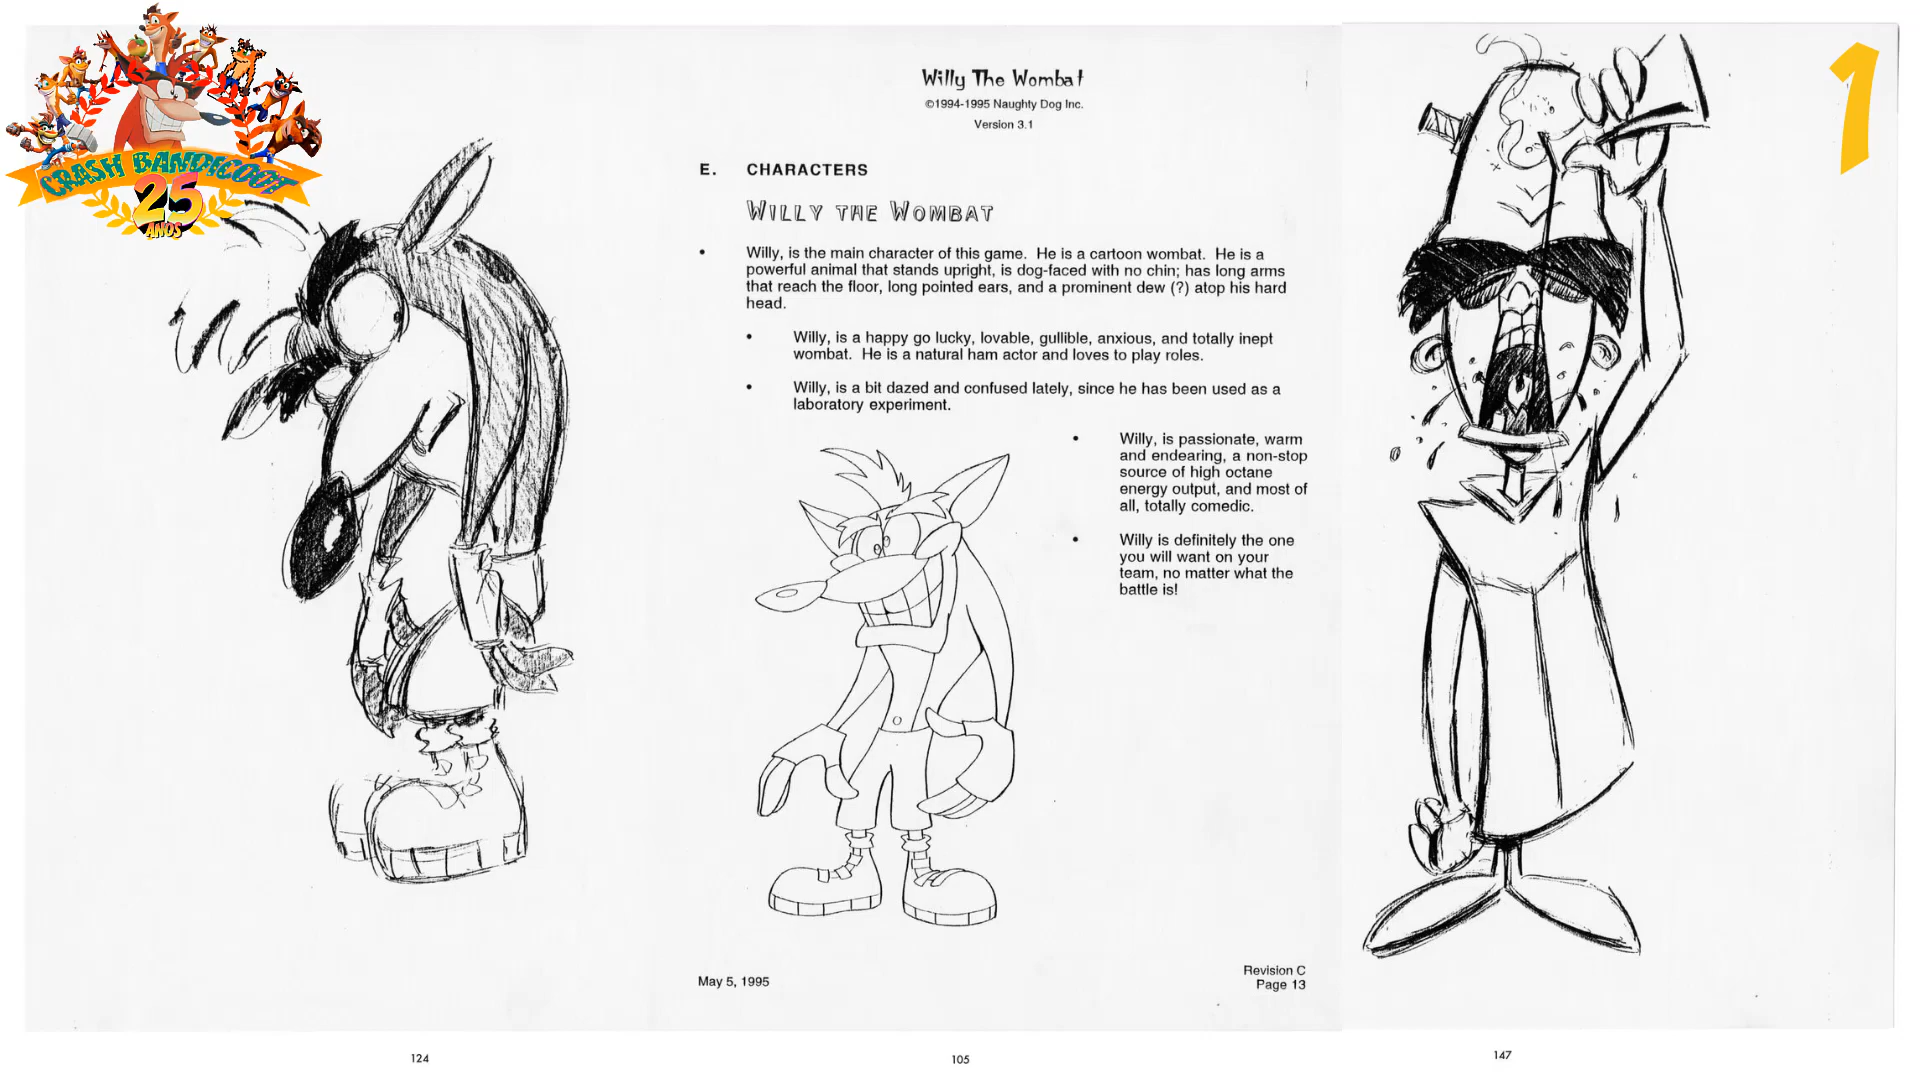 CRASH BANDICOOT
25
AÑOS
Willy The Wombat
©1994-1995 Naughty Dog Inc.
Version 3.1
1
E. CHARACTERS
WILLY THE WOMBAT
• Willy, is the main character of this game. He is a cartoon wombat. He is a
powerful animal that stands upright, is dog-faced with no chin; has long arms
that reach the floor, long pointed ears, and a prominent dew (?) atop his hard
head.
• Willy, is a happy go lucky, lovable, gullible, anxious, and totally inept
wombat. He is a natural ham actor and loves to play roles.
• Willy, is a bit dazed and confused lately, since he has been used as a
laboratory experiment.
• Willy, is passionate, warm
and endearing, a non-stop
source of high octane
energy output, and most of
all, totally comedic.
• Willy is definitely the one
you will want on your
team, no matter what the
battle is!
May 5, 1995
Revision C
Page 13
124
105
147